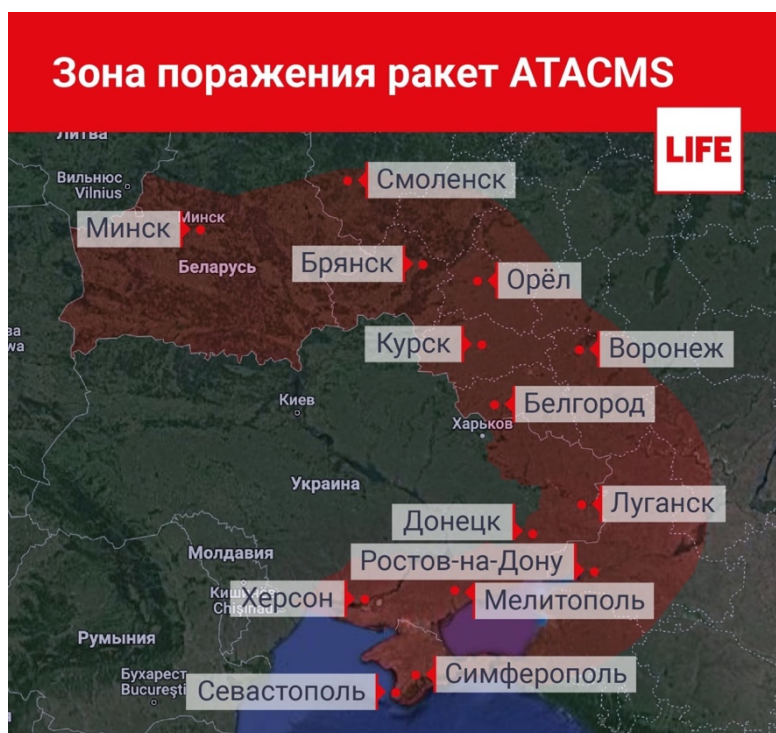 Зона поражения ракет ATACMS
LIFE
Литва
Вильнюс
Vilnius
Смоленск
Минск
Минск
Беларусь
Брянск
Орёл
Курск
Воронеж
Киев
Белгород
Харьков
Украина
Луганск
Донецк
Молдавия
Ростов-на-Дону
Херсон
Мелитополь
Румыния
Симферополь
Бухарест
București
Севастополь